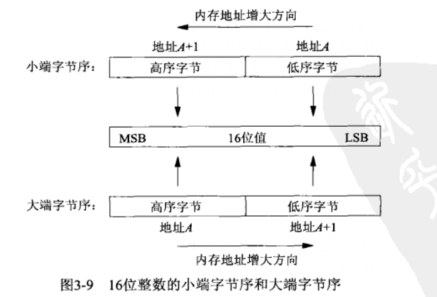 内存地址增大方向
地址A+1 地址A
小端字节序： 高序字节 低序字节
MSB 16位值 LSB
大端字节序： 高序字节 低序字节
地址A 地址A+1
内存地址增大方向
图3-9 16位整数的小端字节序和大端字节序